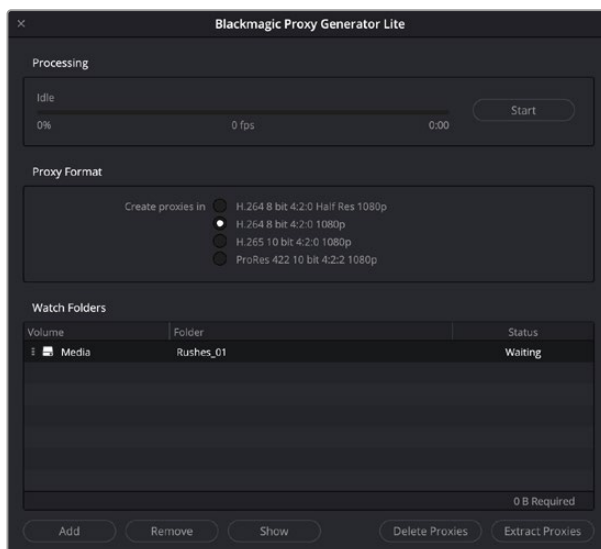 Blackmagic Proxy Generator Lite
Processing
Idle
0% 0 fps 0:00
Start
Proxy Format
Create proxies in H.264 8 bit 4:2:0 Half Res 1080p
H.264 8 bit 4:2:0 1080p
H.265 10 bit 4:2:0 1080p
ProRes 422 10 bit 4:2:2 1080p
Watch Folders
Volume Folder Status
Media Rushes_01 Waiting
0 B Required
Add Remove Show Delete Proxies Extract Proxies